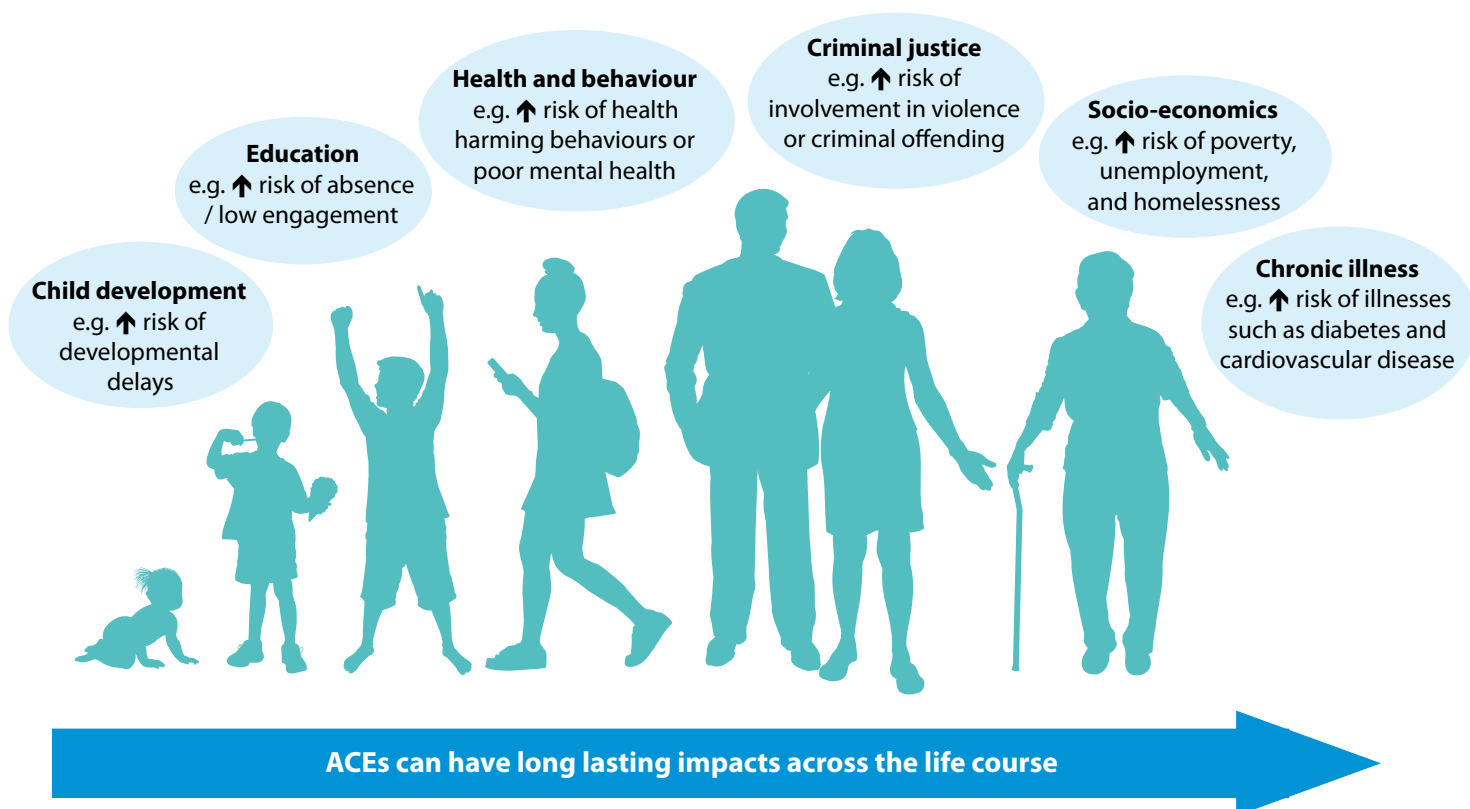 Child development
e.g. ↑ risk of
developmental
delays
Education
e.g. ↑ risk of absence
/ low engagement
Health and behaviour
e.g. ↑ risk of health
harming behaviours or
poor mental health
Criminal justice
e.g. ↑ risk of
involvement in violence
or criminal offending
Socio-economics
e.g. ↑ risk of poverty,
unemployment,
and homelessness
Chronic illness
e.g. ↑ risk of illnesses
such as diabetes and
cardiovascular disease
ACEs can have long lasting impacts across the life course